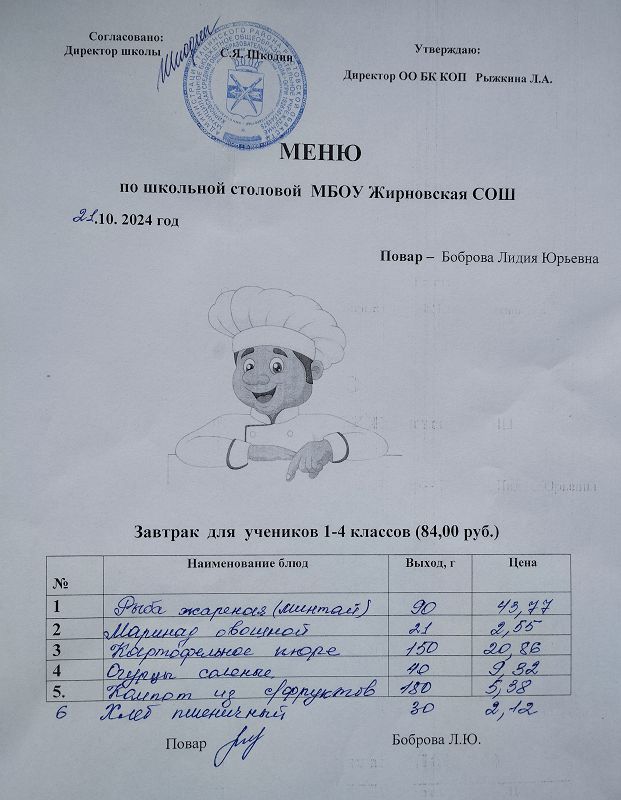 Согласовано:
Директор школы С.Я. Шкодин
Утверждаю:
Директор ОО БК КОП Рыжкина Л.А.
МЕНЮ
по школьной столовой МБОУ Жирновская СОШ
21.10. 2024 год
Повар – Боброва Лидия Юрьевна
Завтрак для учеников 1-4 классов (84,00 руб.)
№ Наименование блюд Выход, г Цена
1 Рыба жареная (минтай) 90 43,77
2 Маринад овощной 21 2,55
3 Картофельное пюре 150 20,86
4 Огурцы соленые 40 9,32
5. Компот из с/фруктов 180 5,38
6 Хлеб пшеничный 30 2,12
Повар Боброва Л.Ю.